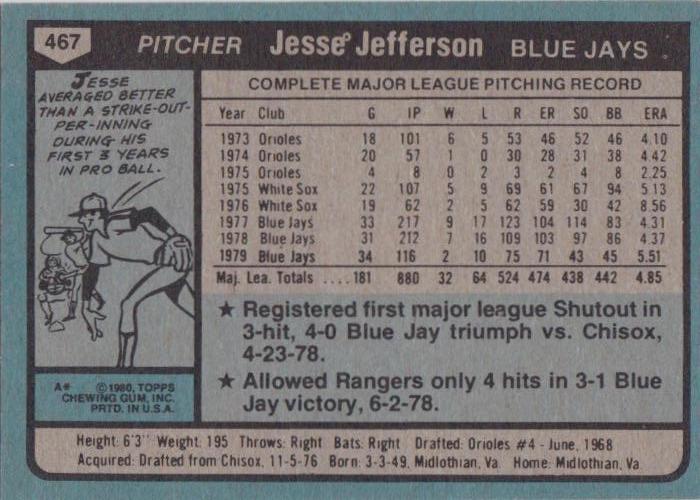 467 PITCHER Jesse Jefferson BLUE JAYS
JESSE
AVERAGED BETTER
THAN A STRIKE-OUT-
PER-INNING
DURING HIS
FIRST 3 YEARS
IN PRO BALL.
COMPLETE MAJOR LEAGUE PITCHING RECORD
Year Club G IP W L R ER SO BB ERA
1973 Orioles 18 101 6 5 53 46 52 46 4.10
1974 Orioles 20 57 1 0 30 28 31 38 4.42
1975 Orioles 4 8 0 2 3 2 4 8 2.25
1975 White Sox 22 107 5 9 69 61 67 94 5.13
1976 White Sox 19 62 2 5 62 59 30 42 8.56
1977 Blue Jays 33 217 9 17 123 104 114 83 4.31
1978 Blue Jays 31 212 7 16 109 103 97 86 4.37
1979 Blue Jays 34 116 2 10 75 71 43 45 5.51
Maj. Lea. Totals .... 181 880 32 64 524 474 438 442 4.85
★ Registered first major league Shutout in
3-hit, 4-0 Blue Jay triumph vs. Chisox,
4-23-78.
★ Allowed Rangers only 4 hits in 3-1 Blue
Jay victory, 6-2-78.
A* ©1980, TOPPS
CHEWING GUM, INC.
PRTD. IN U.S.A.
Height: 6'3" Weight: 195 Throws: Right Bats: Right Drafted: Orioles #4 - June, 1968
Acquired: Drafted from Chisox, 11-5-76 Born: 3-3-49, Midlothian, Va. Home: Midlothian, Va.